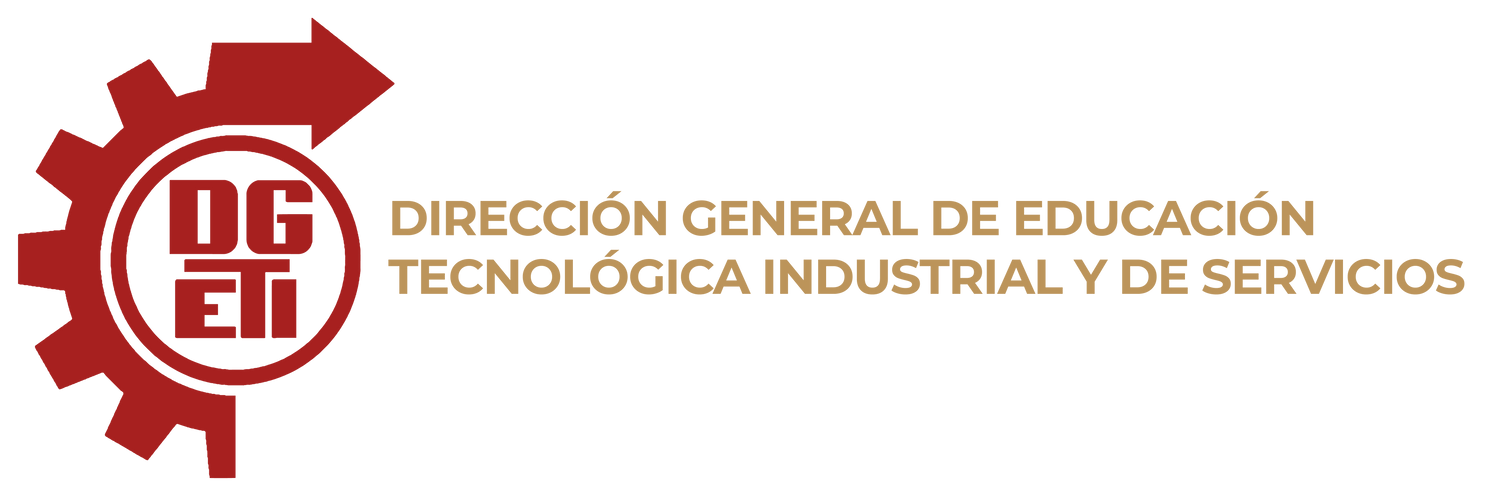 DG
ETI
DIRECCIÓN GENERAL DE EDUCACIÓN
TECNOLÓGICA INDUSTRIAL Y DE SERVICIOS